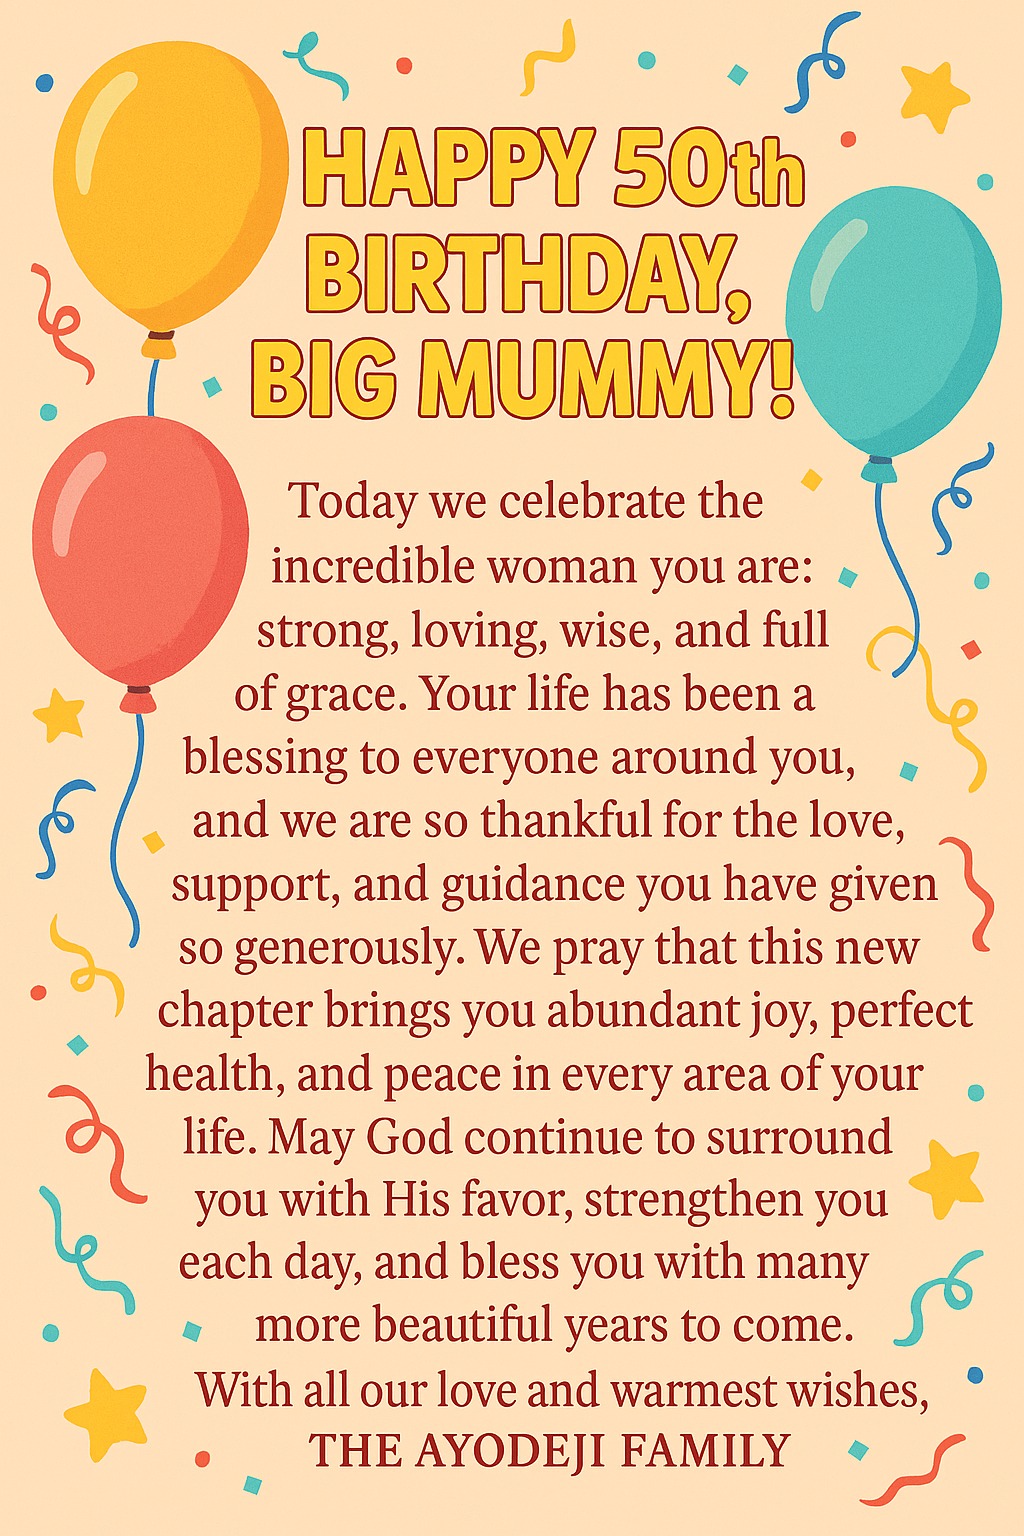 HAPPY 50th
BIRTHDAY,
BIG MUMMY!
Today we celebrate the
incredible woman you are:
strong, loving, wise, and full
of grace. Your life has been a
blessing to everyone around you,
and we are so thankful for the love,
support, and guidance you have given
so generously. We pray that this new
chapter brings you abundant joy, perfect
health, and peace in every area of your
life. May God continue to surround
you with His favor, strengthen you
each day, and bless you with many
more beautiful years to come.
With all our love and warmest wishes,
THE AYODEJI FAMILY